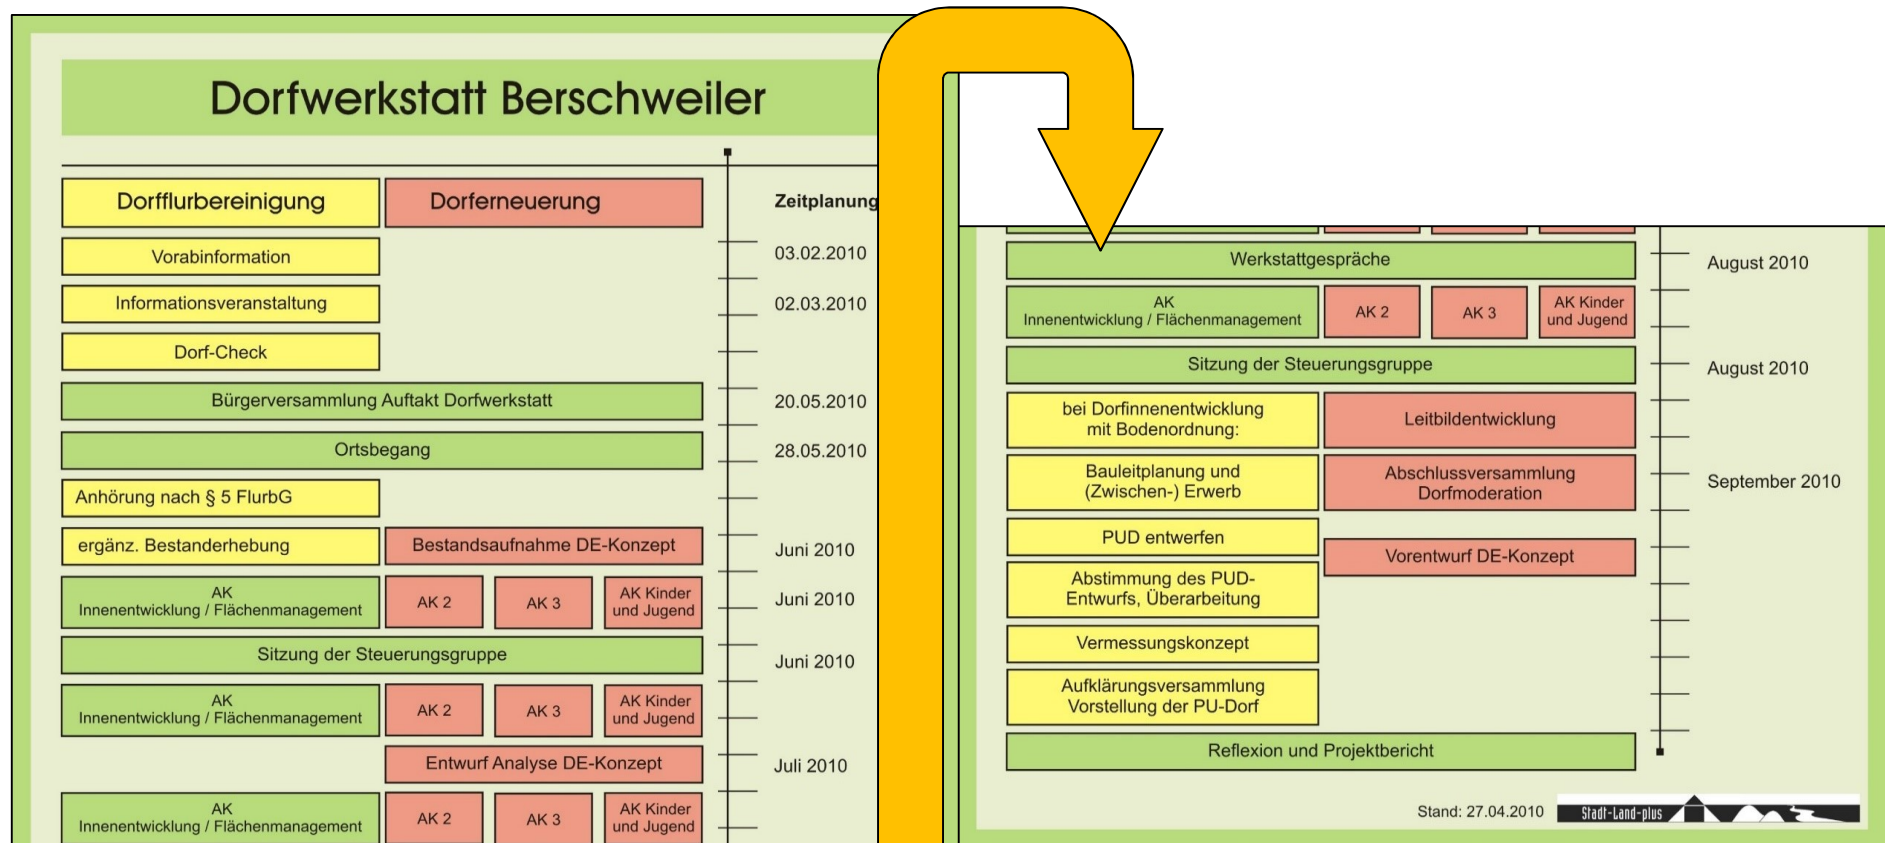 Dorfwerkstatt Berschweiler
Dorfflurbereinigung
Dorferneuerung
Zeitplanung
Vorabinformation
03.02.2010
Informationsveranstaltung
02.03.2010
Dorf-Check
Bürgerversammlung Auftakt Dorfwerkstatt
20.05.2010
Ortsbegang
28.05.2010
Anhörung nach § 5 FlurbG
ergänz. Bestanderhebung
Bestandsaufnahme DE-Konzept
Juni 2010
AK
Innenentwicklung / Flächenmanagement
AK 2
AK 3
AK Kinder
und Jugend
Juni 2010
Sitzung der Steuerungsgruppe
Juni 2010
AK
Innenentwicklung / Flächenmanagement
AK 2
AK 3
AK Kinder
und Jugend
Entwurf Analyse DE-Konzept
Juli 2010
AK
Innenentwicklung / Flächenmanagement
AK 2
AK 3
AK Kinder
und Jugend
Werkstattgespräche
August 2010
AK
Innenentwicklung / Flächenmanagement
AK 2
AK 3
AK Kinder
und Jugend
Sitzung der Steuerungsgruppe
August 2010
bei Dorfinnenentwicklung
mit Bodenordnung:
Leitbildentwicklung
Bauleitplanung und
(Zwischen-) Erwerb
Abschlussversammlung
Dorfmoderation
September 2010
PUD entwerfen
Vorentwurf DE-Konzept
Abstimmung des PUD-
Entwurfs, Überarbeitung
Vermessungskonzept
Aufklärungsversammlung
Vorstellung der PU-Dorf
Reflexion und Projektbericht
Stand: 27.04.2010
Stadt-Land-plus